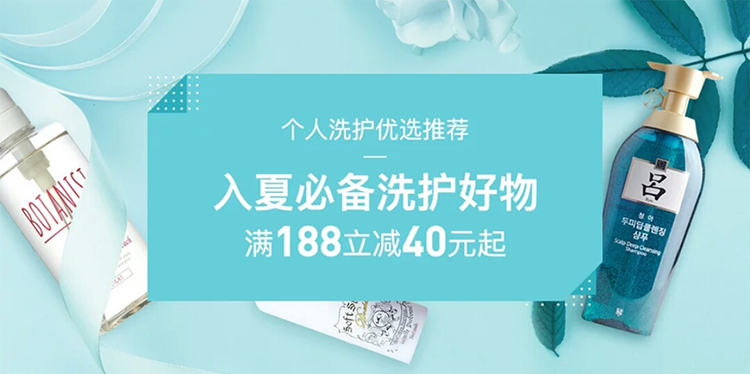 个人洗护优选推荐
入夏必备洗护好物
满188立减40元起
BOTANIST
呂
청아
두피딥클렌징
샴푸
Scalp Deep Cleansing
Shampoo